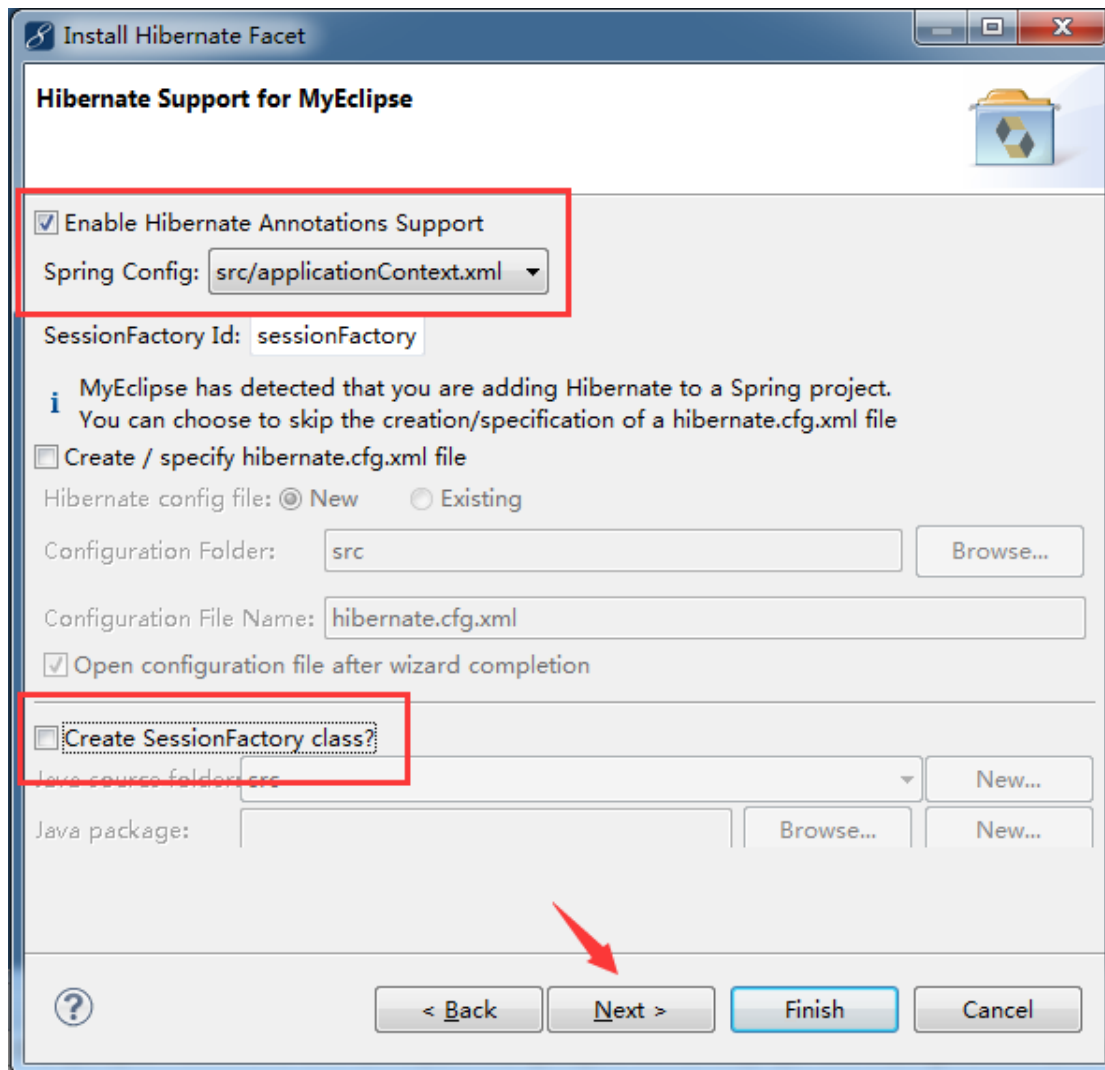 Install Hibernate Facet
Hibernate Support for MyEclipse
Enable Hibernate Annotations Support
Spring Config: src/applicationContext.xml
SessionFactory Id: sessionFactory
MyEclipse has detected that you are adding Hibernate to a Spring project.
You can choose to skip the creation/specification of a hibernate.cfg.xml file
Create / specify hibernate.cfg.xml file
Hibernate config file: New Existing
Configuration Folder: src Browse...
Configuration File Name: hibernate.cfg.xml
Open configuration file after wizard completion
Create SessionFactory class?
Java source folder: src New...
Java package: Browse... New...
< Back Next > Finish Cancel